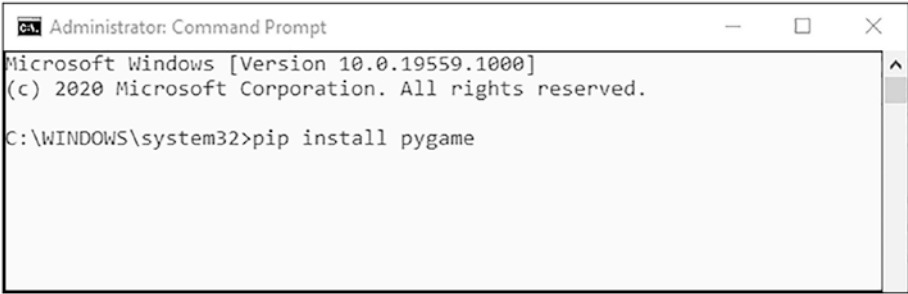 Administrator: Command Prompt
Microsoft Windows [Version 10.0.19559.1000]
(c) 2020 Microsoft Corporation. All rights reserved.
C:\WINDOWS\system32>pip install pygame